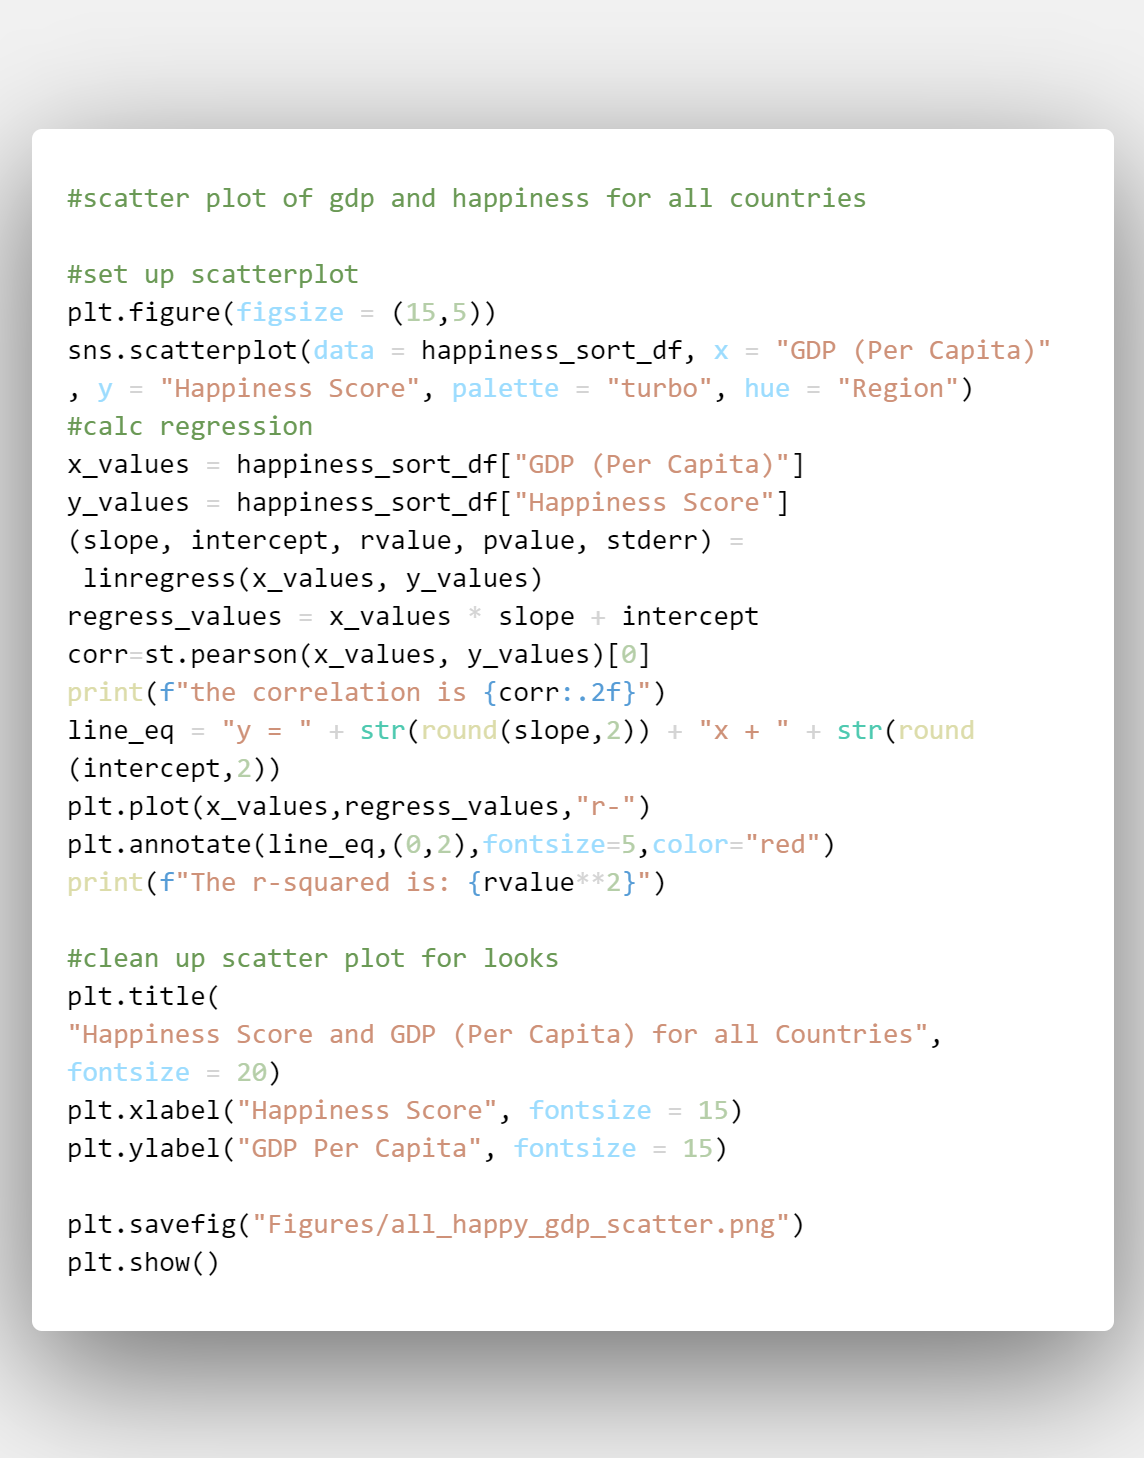 #scatter plot of gdp and happiness for all countries
#set up scatterplot
plt.figure(figsize = (15,5))
sns.scatterplot(data = happiness_sort_df, x = "GDP (Per Capita)"
, y = "Happiness Score", palette = "turbo", hue = "Region")
#calc regression
x_values = happiness_sort_df["GDP (Per Capita)"]
y_values = happiness_sort_df["Happiness Score"]
(slope, intercept, rvalue, pvalue, stderr) =
 linregress(x_values, y_values)
regress_values = x_values * slope + intercept
corr=st.pearson(x_values, y_values)[0]
print(f"the correlation is {corr:.2f}")
line_eq = "y = " + str(round(slope,2)) + "x + " + str(round
(intercept,2))
plt.plot(x_values,regress_values,"r-")
plt.annotate(line_eq,(0,2),fontsize=5,color="red")
print(f"The r-squared is: {rvalue**2}")
#clean up scatter plot for looks
plt.title(
"Happiness Score and GDP (Per Capita) for all Countries",
fontsize = 20)
plt.xlabel("Happiness Score", fontsize = 15)
plt.ylabel("GDP Per Capita", fontsize = 15)
plt.savefig("Figures/all_happy_gdp_scatter.png")
plt.show()